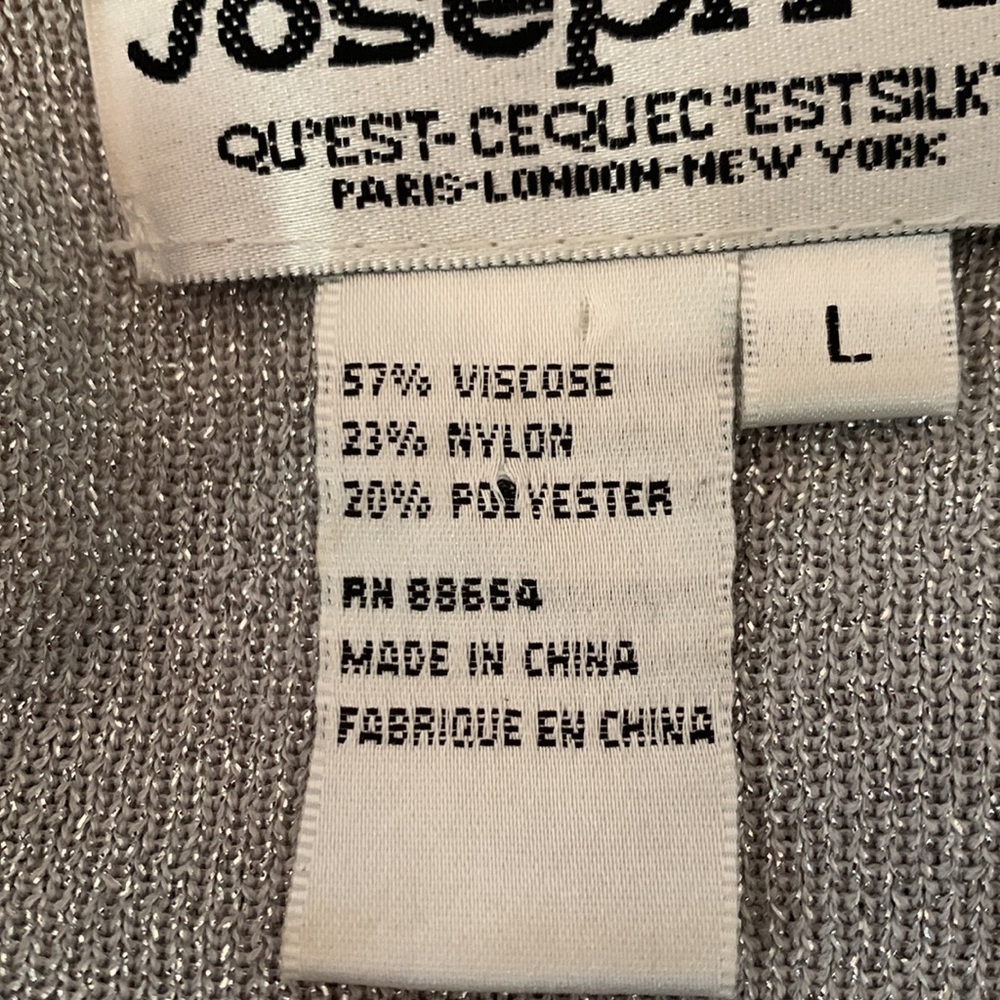 Joseph
QU'EST-CEQUEC'ESTSILK
PARIS-LONDON-NEW YORK
L
57% VISCOSE
23% NYLON
20% POLYESTER
RN 88664
MADE IN CHINA
FABRIQUE EN CHINA